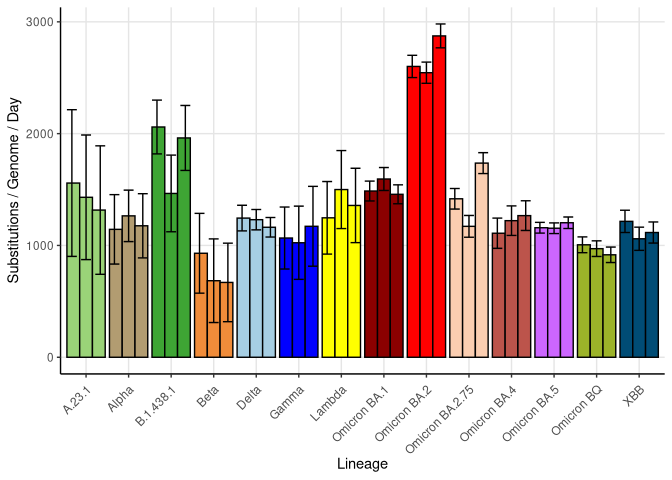 Substitutions / Genome / Day
3000
2000
1000
0
A.23.1
Alpha
B.1.438.1
Beta
Delta
Gamma
Lambda
Omicron BA.1
Omicron BA.2
Omicron BA.2.75
Omicron BA.4
Omicron BA.5
Omicron BQ
XBB
Lineage